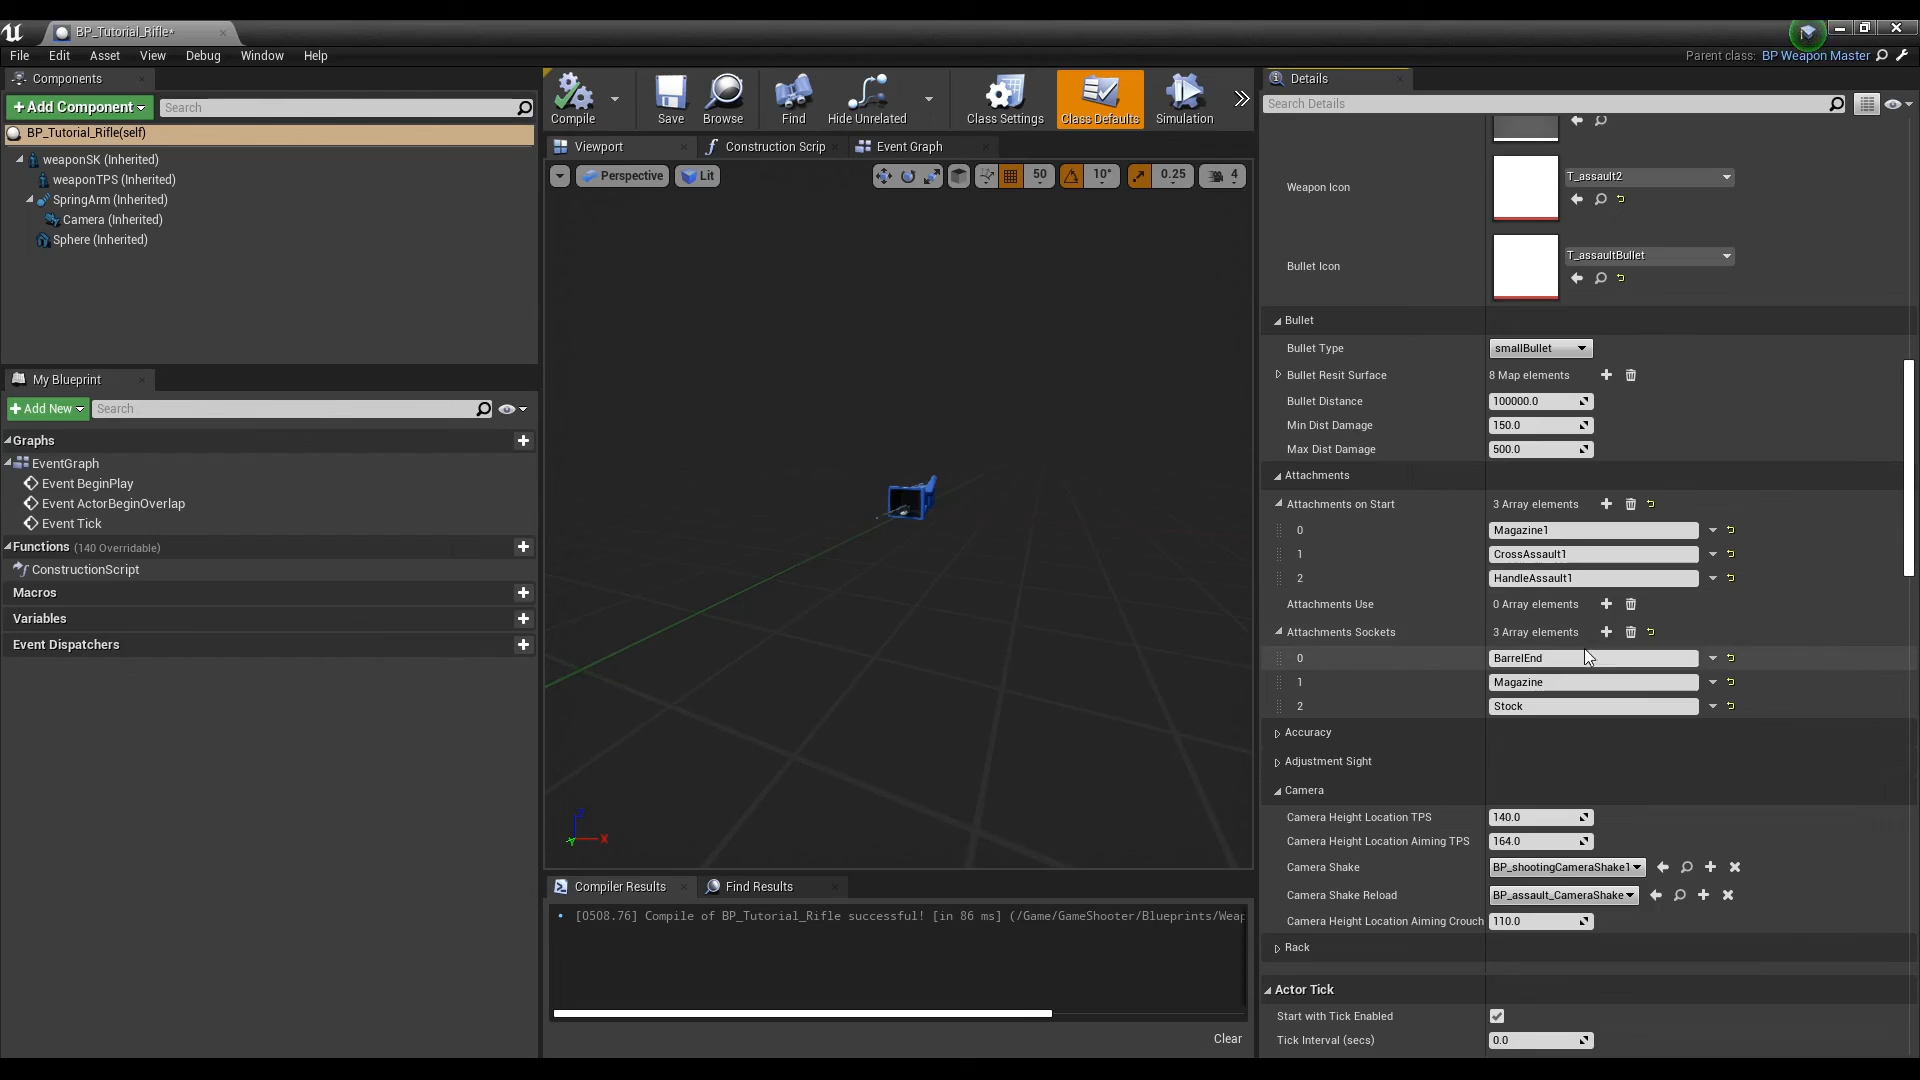 BP_Tutorial_Rifle*
File Edit Asset View Debug Window Help
Parent class: BP Weapon Master
Components
+Add Component
Search
BP_Tutorial_Rifle(self)
weaponSK (Inherited)
weaponTPS (Inherited)
SpringArm (Inherited)
Camera (Inherited)
Sphere (Inherited)
My Blueprint
+Add New
Search
Graphs
EventGraph
Event BeginPlay
Event ActorBeginOverlap
Event Tick
Functions (140 Overridable)
ConstructionScript
Macros
Variables
Event Dispatchers
Compile Save Browse Find Hide Unrelated Class Settings Class Defaults Simulation
Viewport Construction Scrip Event Graph
Perspective Lit 50 10° 0.25 4
Z
X
Y
Compiler Results Find Results
• [0508.76] Compile of BP_Tutorial_Rifle successful! [in 86 ms] (/Game/GameShooter/Blueprints/Weap
Clear
Details
Search Details
Weapon Icon T_assault2
Bullet Icon T_assaultBullet
Bullet
Bullet Type smallBullet
Bullet Resit Surface 8 Map elements
Bullet Distance 100000.0
Min Dist Damage 150.0
Max Dist Damage 500.0
Attachments
Attachments on Start 3 Array elements
0 Magazine1
1 CrossAssault1
2 HandleAssault1
Attachments Use 0 Array elements
Attachments Sockets 3 Array elements
0 BarrelEnd
1 Magazine
2 Stock
Accuracy
Adjustment Sight
Camera
Camera Height Location TPS 140.0
Camera Height Location Aiming TPS 164.0
Camera Shake BP_shootingCameraShake1
Camera Shake Reload BP_assault_CameraShake
Camera Height Location Aiming Crouch 110.0
Rack
Actor Tick
Start with Tick Enabled
Tick Interval (secs) 0.0